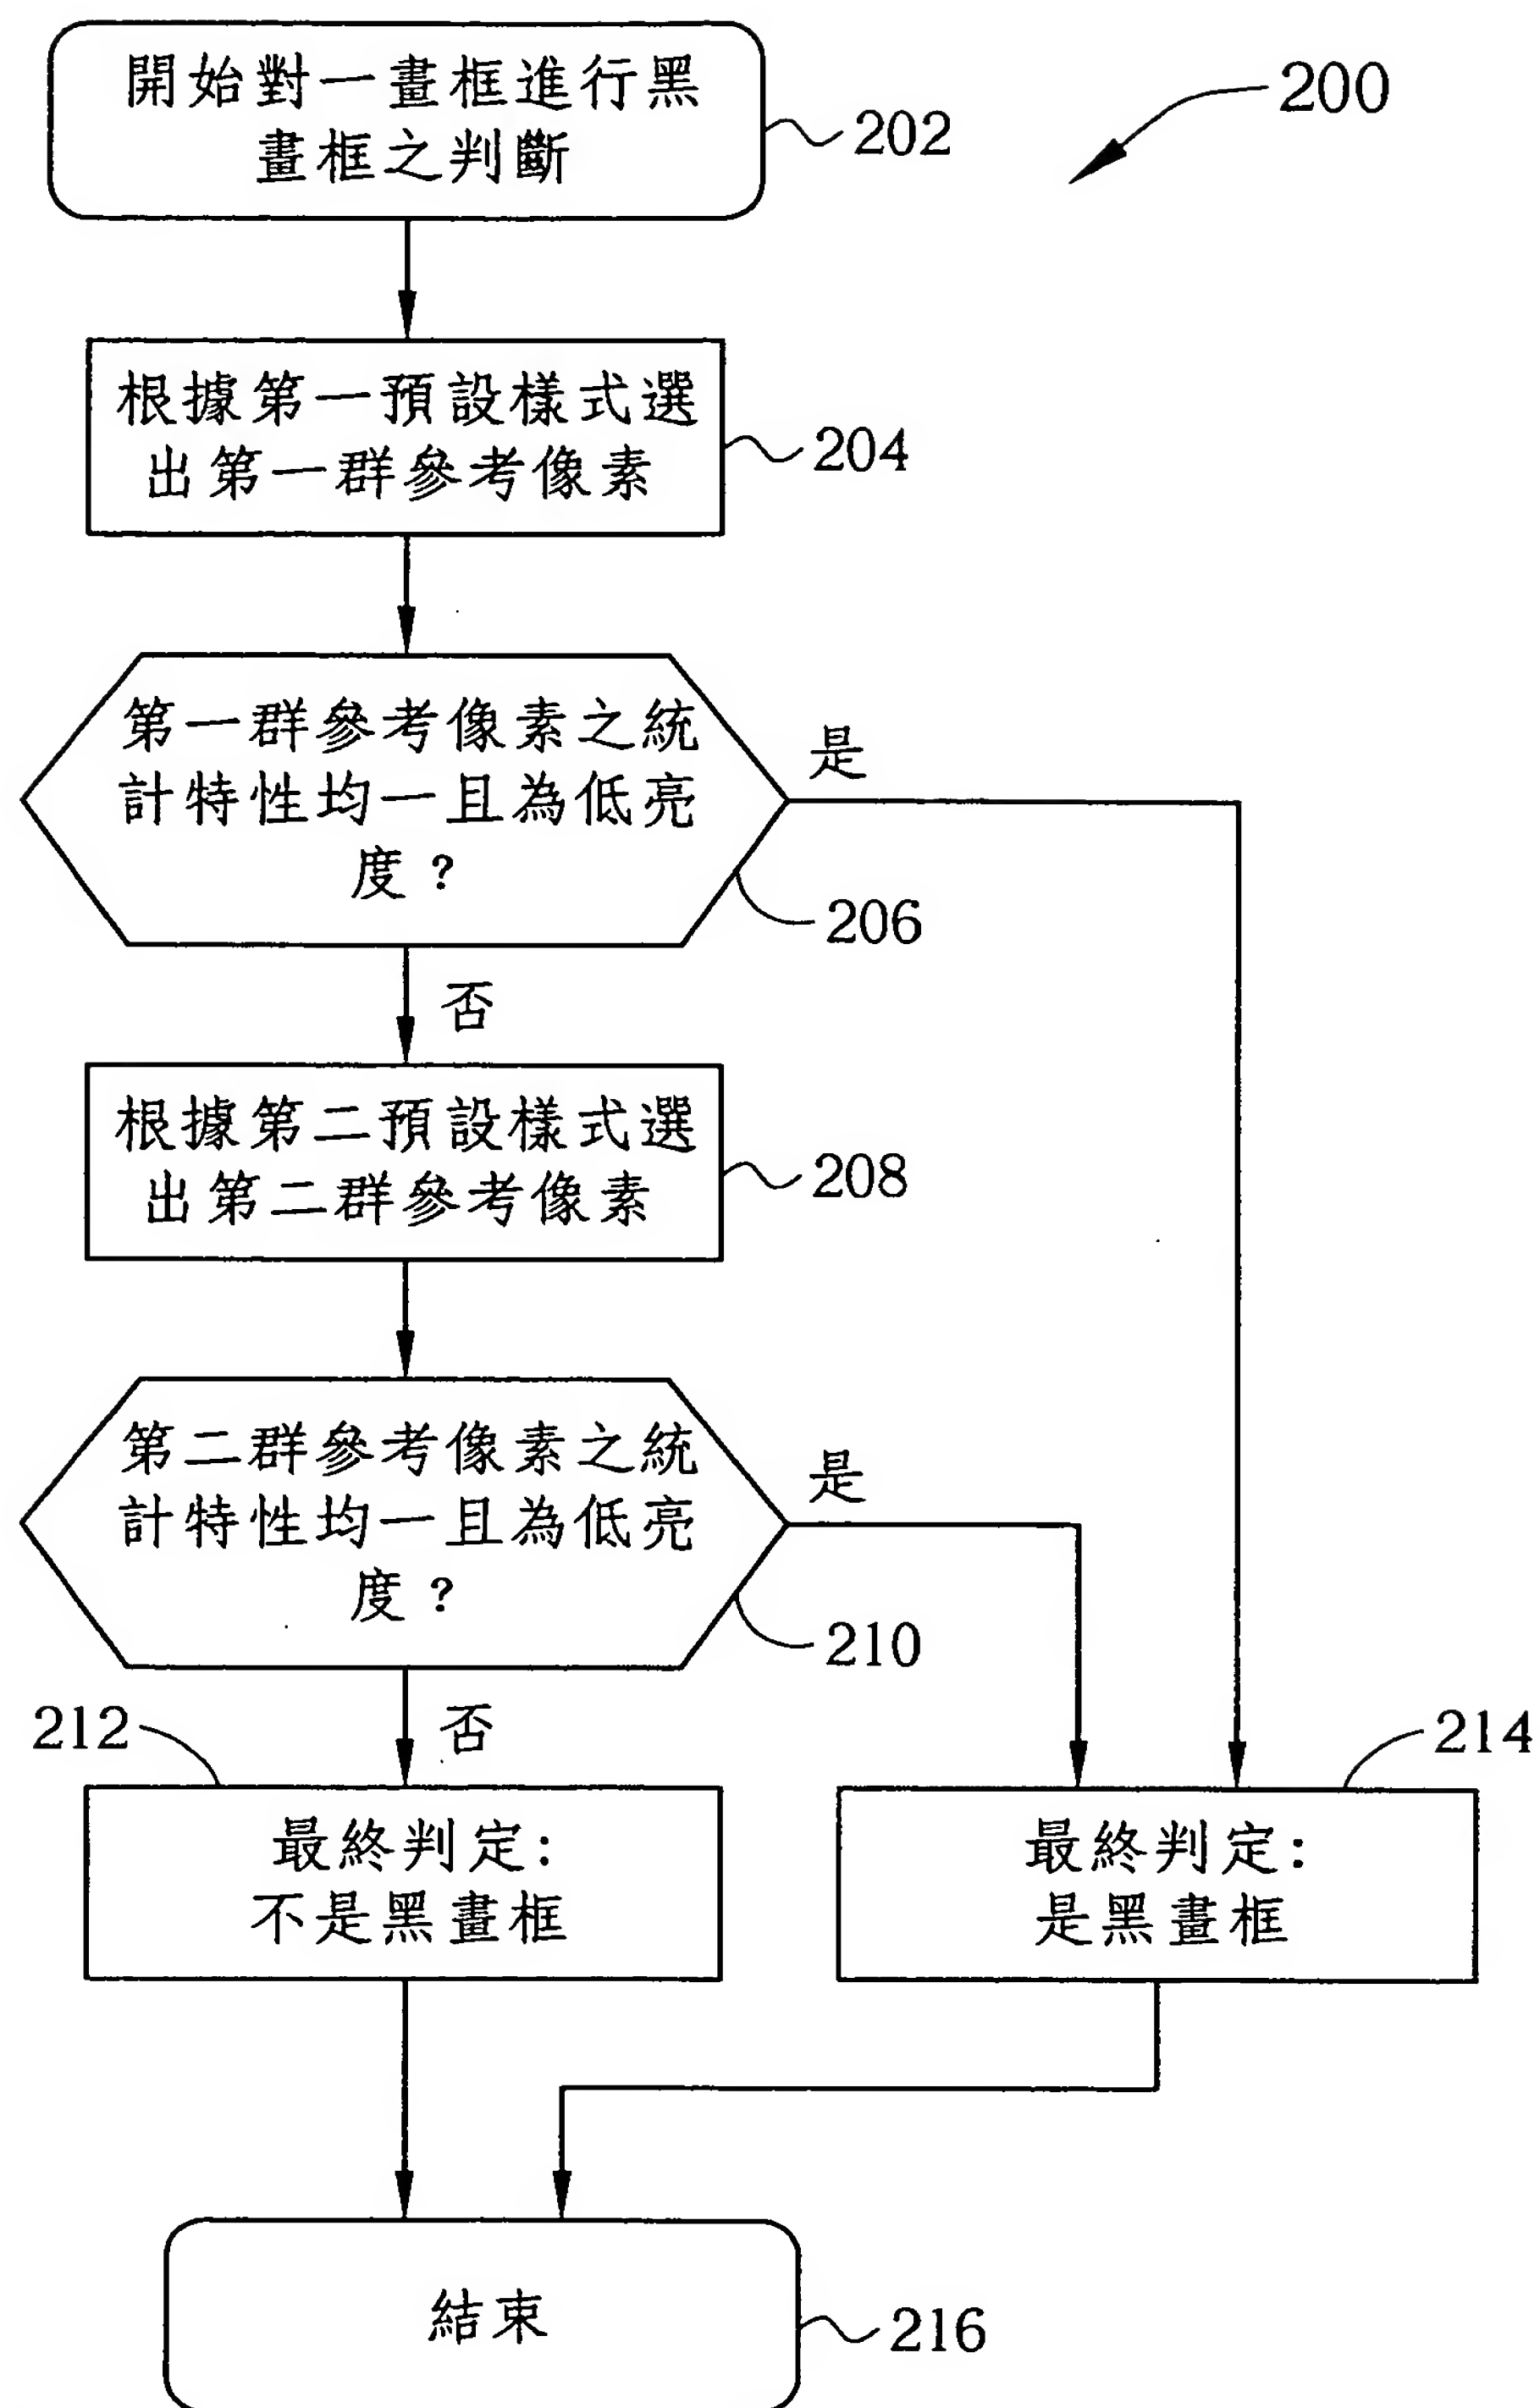 200
開始對一畫框進行黑
畫框之判斷
202
根據第一預設樣式選
出第一群參考像素
204
第一群參考像素之統
計特性均一且為低亮
度？
是
206
否
根據第二預設樣式選
出第二群參考像素
208
第二群參考像素之統
計特性均一且為低亮
度？
是
210
否
212
最終判定:
不是黑畫框
214
最終判定:
是黑畫框
結束
216